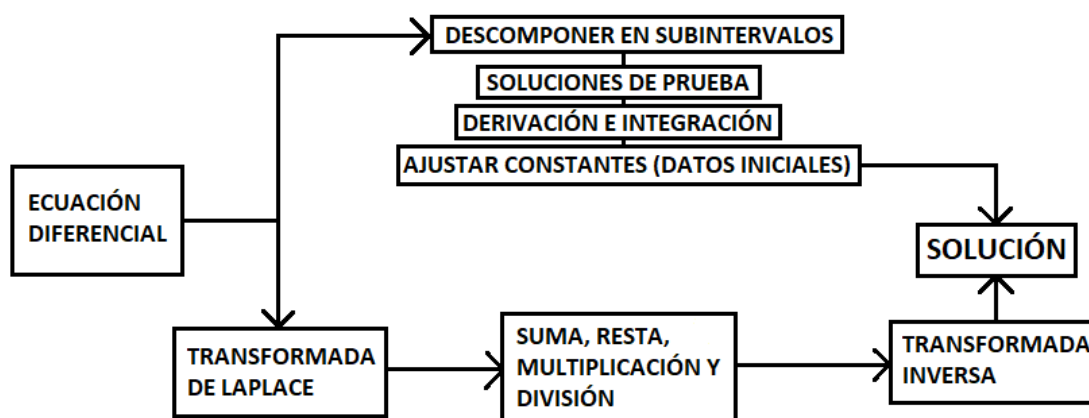 DESCOMPONER EN SUBINTERVALOS
SOLUCIONES DE PRUEBA
DERIVACIÓN E INTEGRACIÓN
AJUSTAR CONSTANTES (DATOS INICIALES)
ECUACIÓN
DIFERENCIAL
SOLUCIÓN
TRANSFORMADA
DE LAPLACE
SUMA, RESTA,
MULTIPLICACIÓN Y
DIVISIÓN
TRANSFORMADA
INVERSA